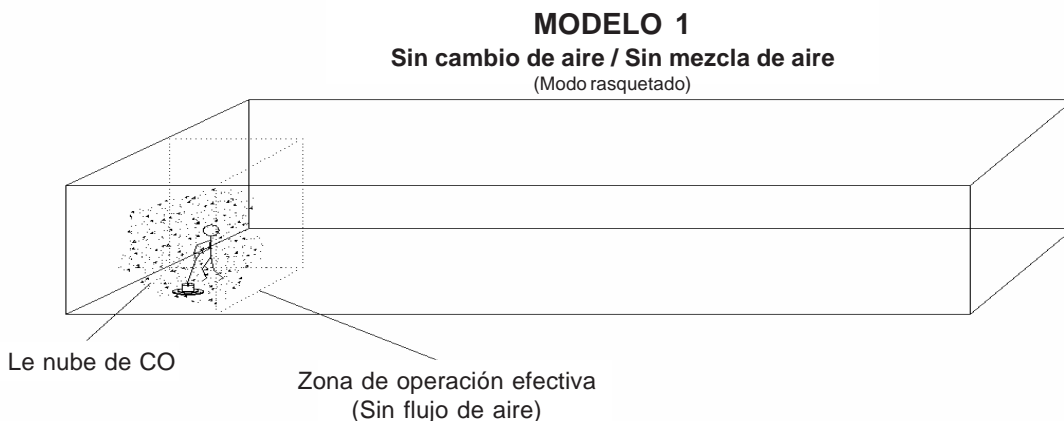 MODELO 1
Sin cambio de aire / Sin mezcla de aire
(Modo rasquetado)
Le nube de CO
Zona de operación efectiva
(Sin flujo de aire)